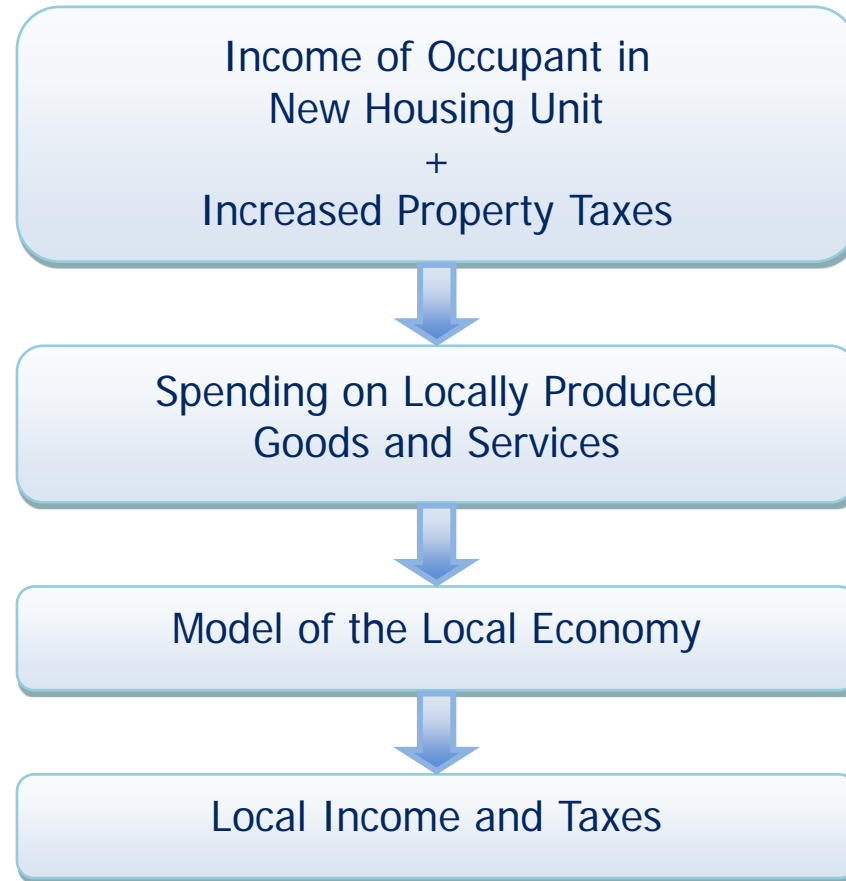 Income of Occupant in
New Housing Unit
+
Increased Property Taxes
Spending on Locally Produced
Goods and Services
Model of the Local Economy
Local Income and Taxes